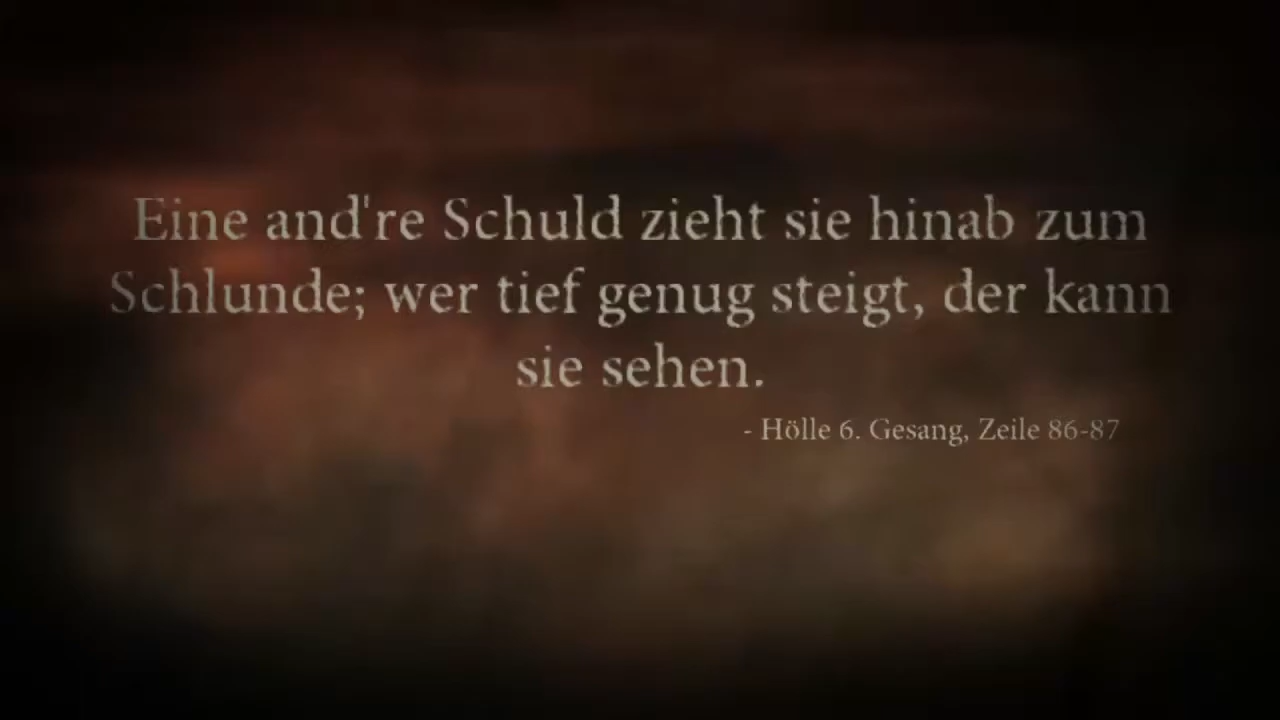 Eine and're Schuld zieht sie hinab zum
Schlunde; wer tief genug steigt, der kann
sie sehen.
- Hölle 6. Gesang, Zeile 86-87